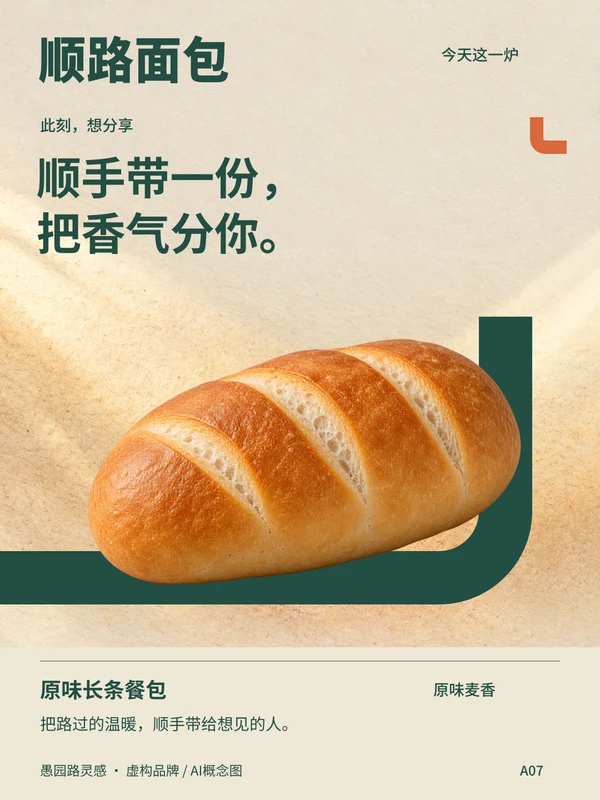 顺路面包
今天这一炉
此刻，想分享
顺手带一份，
把香气分你。
原味长条餐包
原味麦香
把路过的温暖，顺手带给想见的人。
愚园路灵感 · 虚构品牌 / AI概念图
A07